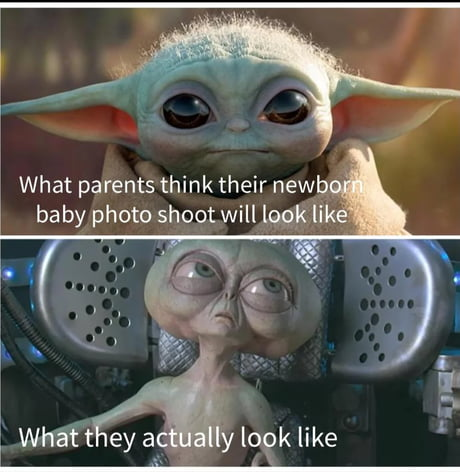 What parents think their newborn
baby photo shoot will look like
What they actually look like